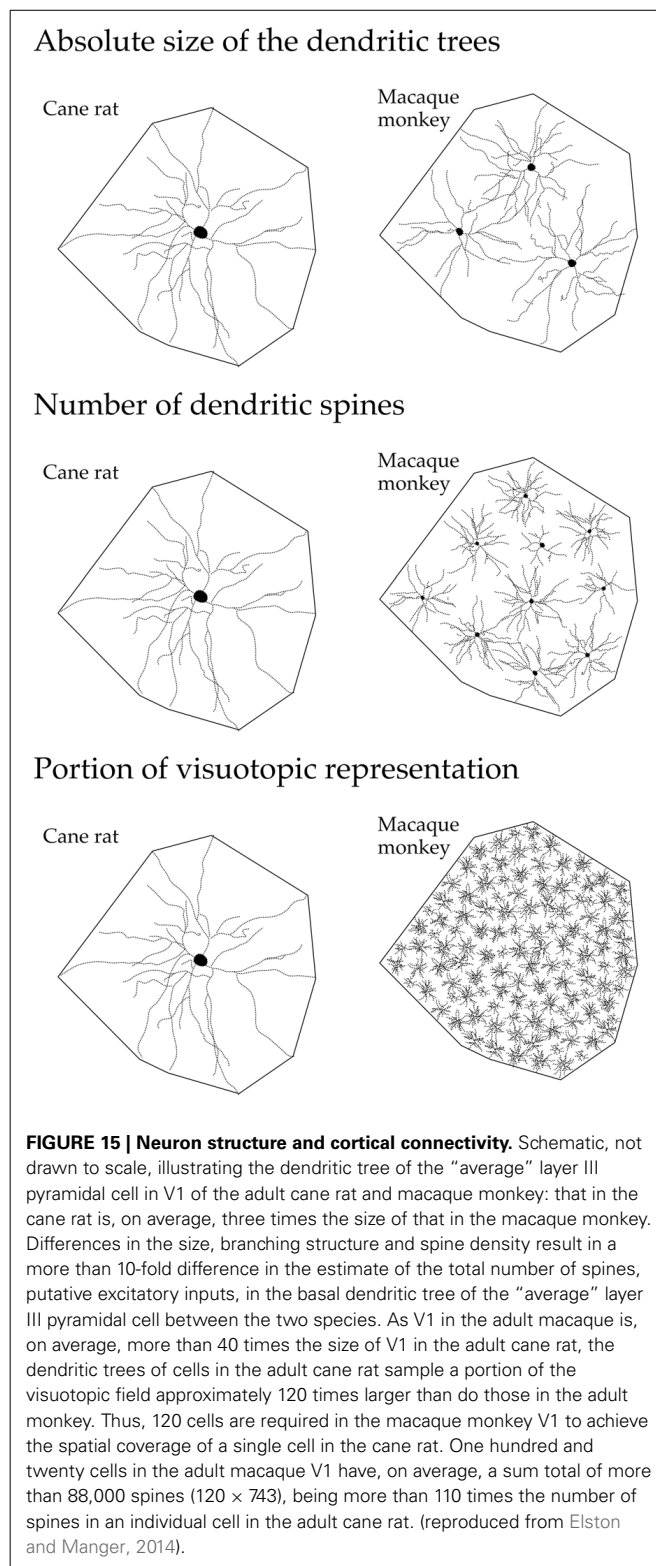 Absolute size of the dendritic trees
Cane rat
Macaque
monkey
Number of dendritic spines
Cane rat
Macaque
monkey
Portion of visuotopic representation
Cane rat
Macaque
monkey
FIGURE 15 | Neuron structure and cortical connectivity. Schematic, not
drawn to scale, illustrating the dendritic tree of the “average” layer III
pyramidal cell in V1 of the adult cane rat and macaque monkey: that in the
cane rat is, on average, three times the size of that in the macaque monkey.
Differences in the size, branching structure and spine density result in a
more than 10-fold difference in the estimate of the total number of spines,
putative excitatory inputs, in the basal dendritic tree of the “average” layer
III pyramidal cell between the two species. As V1 in the adult macaque is,
on average, more than 40 times the size of V1 in the adult cane rat, the
dendritic trees of cells in the adult cane rat sample a portion of the
visuotopic field approximately 120 times larger than do those in the adult
monkey. Thus, 120 cells are required in the macaque monkey V1 to achieve
the spatial coverage of a single cell in the cane rat. One hundred and
twenty cells in the adult macaque V1 have, on average, a sum total of more
than 88,000 spines (120 × 743), being more than 110 times the number of
spines in an individual cell in the adult cane rat. (reproduced from Elston
and Manger, 2014).